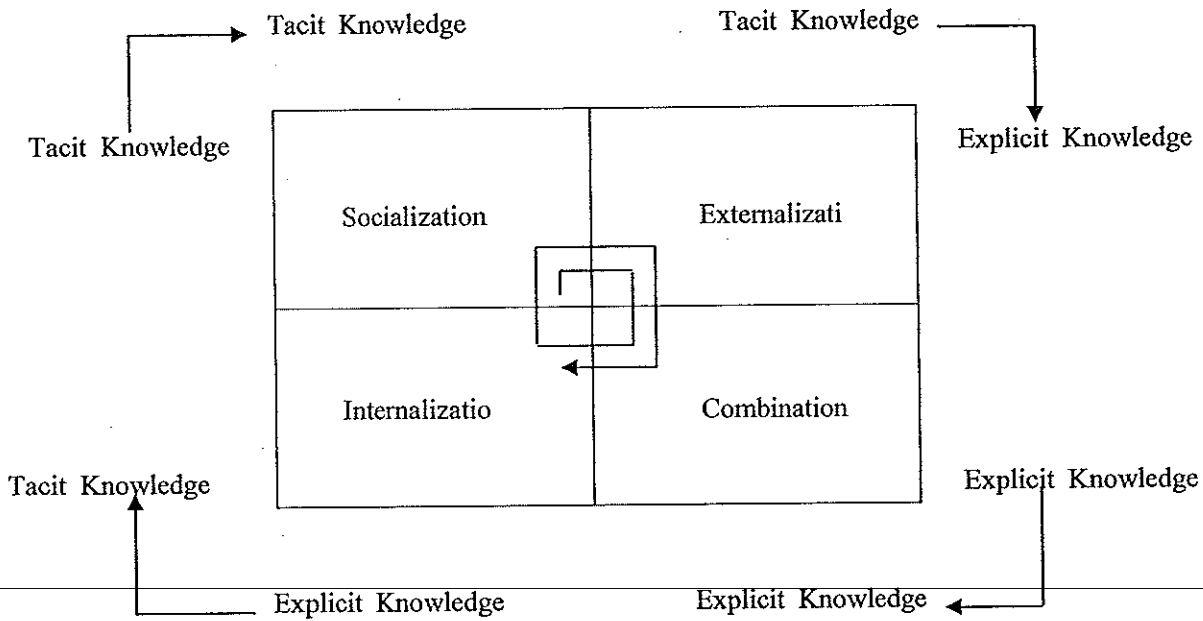 Tacit Knowledge
Tacit Knowledge
Tacit Knowledge
Explicit Knowledge
Socialization
Externalizati
Internalizatio
Combination
Tacit Knowledge
Explicit Knowledge
Explicit Knowledge
Explicit Knowledge